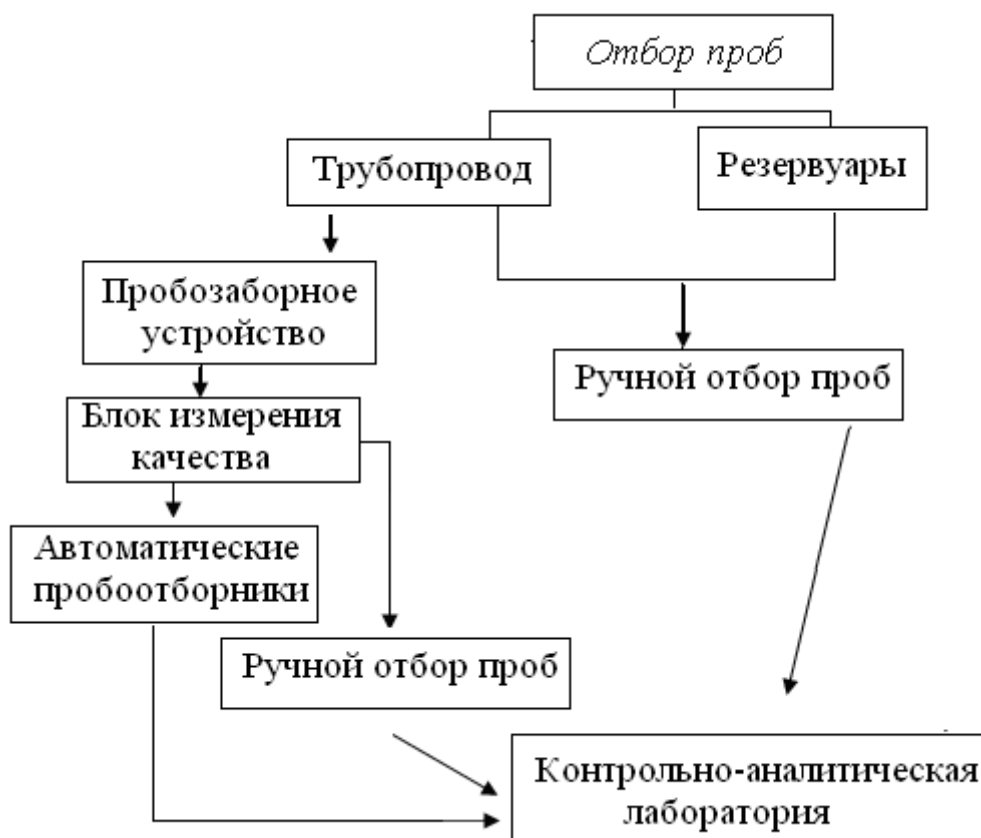 Отбор проб
Трубопровод
Резервуары
Пробозаборное
устройство
Ручной отбор проб
Блок измерения
качества
Автоматические
пробоотборники
Ручной отбор проб
Контрольно-аналитическая
лаборатория